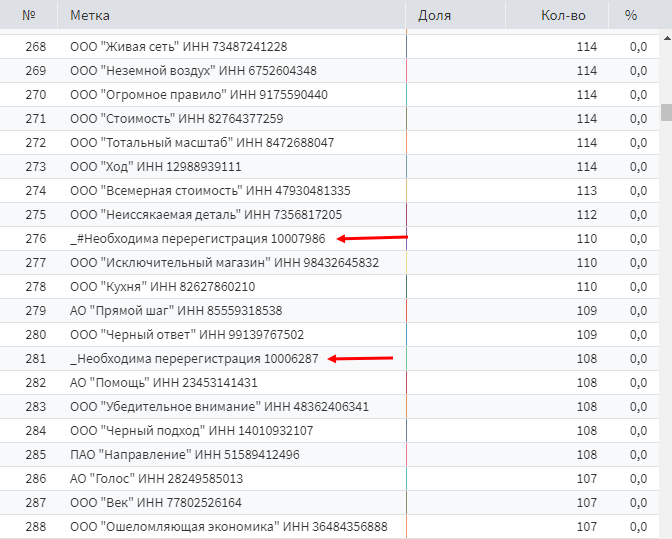 № Метка Доля Кол-во %
268 ООО "Живая сеть" ИНН 73487241228 114 0,0
269 ООО "Неземной воздух" ИНН 6752604348 114 0,0
270 ООО "Огромное правило" ИНН 9175590440 114 0,0
271 ООО "Стоимость" ИНН 82764377259 114 0,0
272 ООО "Тотальный масштаб" ИНН 8472688047 114 0,0
273 ООО "Ход" ИНН 12988939111 114 0,0
274 ООО "Всемерная стоимость" ИНН 47930481335 113 0,0
275 ООО "Неиссякаемая деталь" ИНН 7356817205 112 0,0
276 _#Необходима перерегистрация 10007986 110 0,0
277 ООО "Исключительный магазин" ИНН 98432645832 110 0,0
278 ООО "Кухня" ИНН 82627860210 110 0,0
279 АО "Прямой шаг" ИНН 85559318538 109 0,0
280 ООО "Черный ответ" ИНН 99139767502 109 0,0
281 _Необходима перерегистрация 10006287 108 0,0
282 АО "Помощь" ИНН 23453141431 108 0,0
283 ООО "Убедительное внимание" ИНН 48362406341 108 0,0
284 ООО "Черный подход" ИНН 14010932107 108 0,0
285 ПАО "Направление" ИНН 51589412496 108 0,0
286 АО "Голос" ИНН 28249585013 107 0,0
287 ООО "Век" ИНН 77802526164 107 0,0
288 ООО "Ошеломляющая экономика" ИНН 36484356888 107 0,0